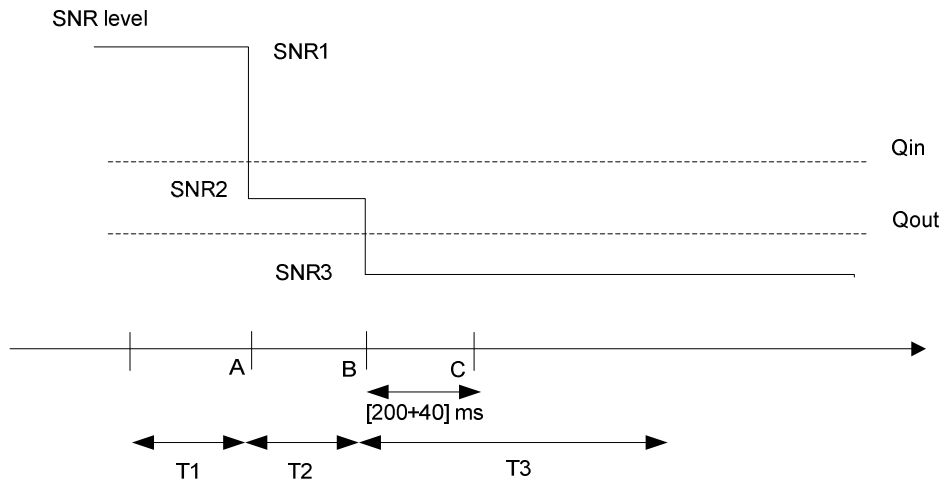 SNR level
SNR1
Qin
SNR2
Qout
SNR3
A
B
C
[200+40] ms
T1
T2
T3